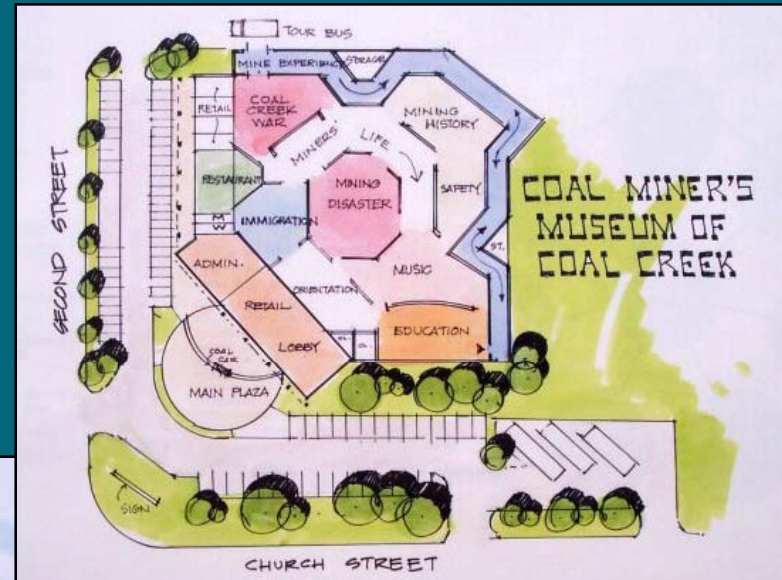 TOUR BUS
MINE EXPERIENCE
STORAGE
RETAIL
COAL
CREEK
WAR
MINING
HISTORY
MINERS'
LIFE
RESTAURANT
MINING
DISASTER
SAFETY
COAL MINER'S
MUSEUM OF
COAL CREEK
SECOND STREET
M
W
IMMIGRATION
ST.
ADMIN.
MUSIC
ORIENTATION
RETAIL
LOBBY
EDUCATION
COAL
CAR
MAIN PLAZA
SIGN
CHURCH STREET